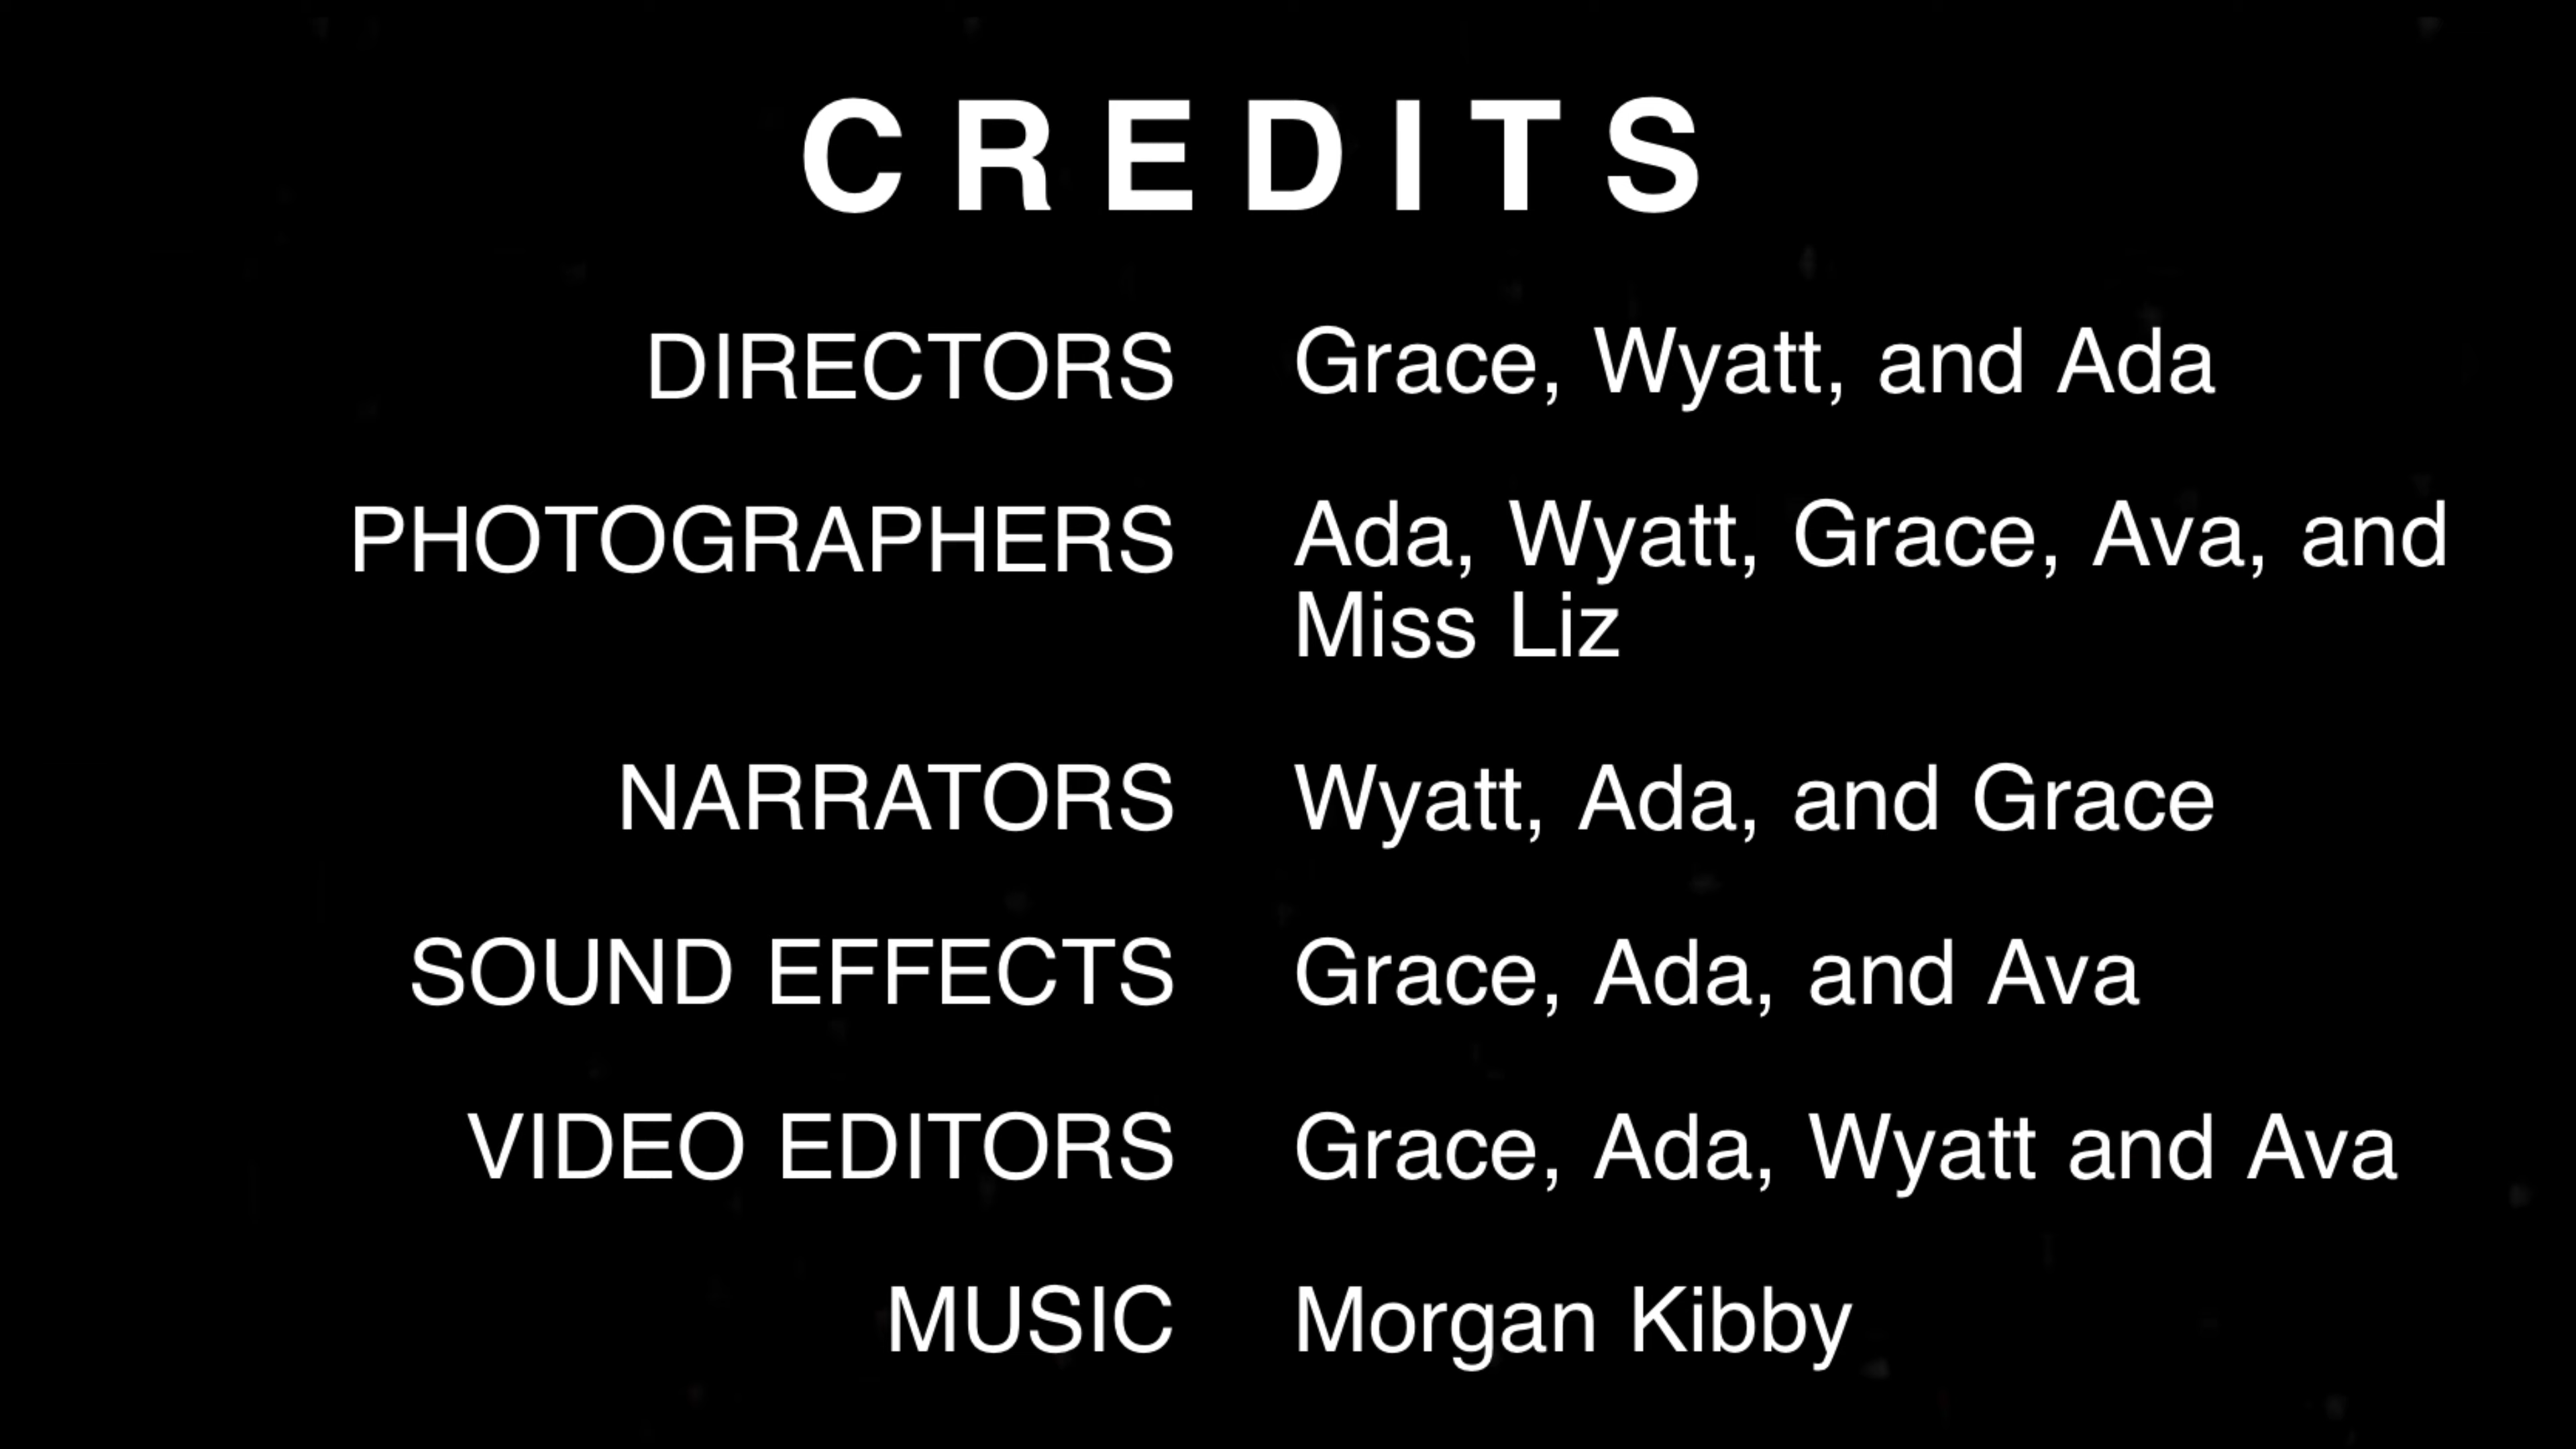 CREDITS
DIRECTORS Grace, Wyatt, and Ada
PHOTOGRAPHERS Ada, Wyatt, Grace, Ava, and
Miss Liz
NARRATORS Wyatt, Ada, and Grace
SOUND EFFECTS Grace, Ada, and Ava
VIDEO EDITORS Grace, Ada, Wyatt and Ava
MUSIC Morgan Kibby